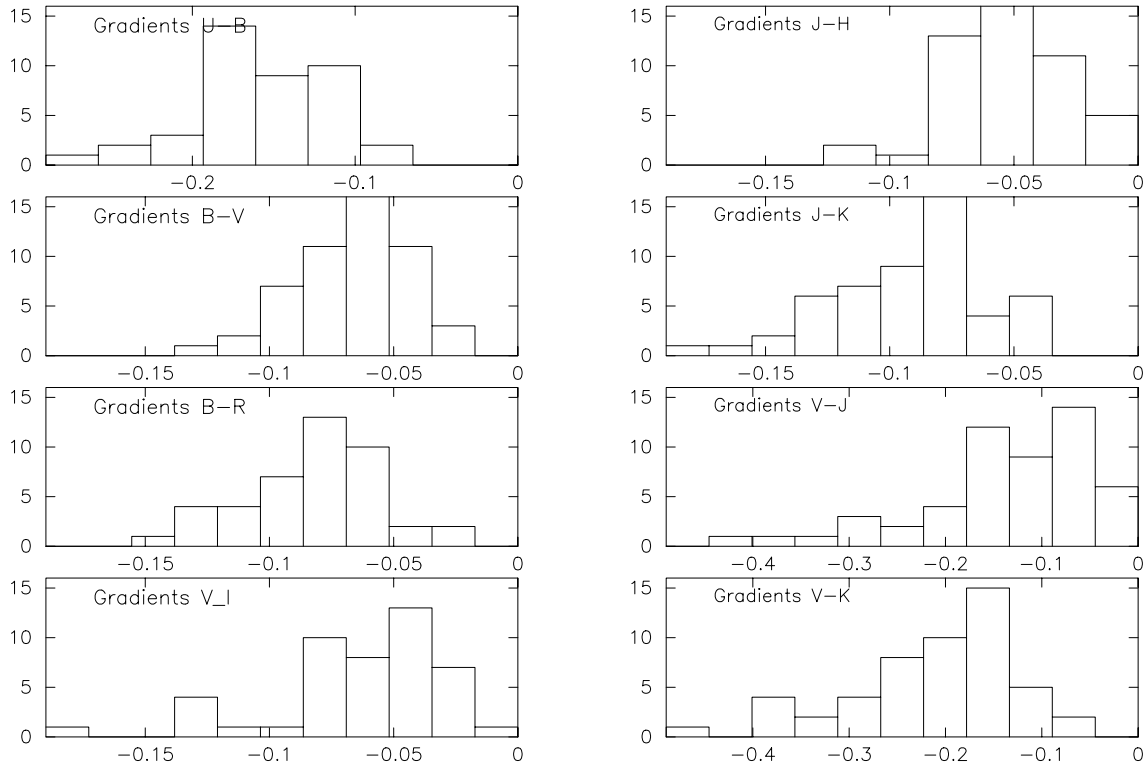 Gradients U−B
15
10
5
0
−0.2 −0.1 0
Gradients J−H
15
10
5
0
−0.15 −0.1 −0.05 0
Gradients B−V
15
10
5
0
−0.15 −0.1 −0.05 0
Gradients J−K
15
10
5
0
−0.15 −0.1 −0.05 0
Gradients B−R
15
10
5
0
−0.15 −0.1 −0.05 0
Gradients V−J
15
10
5
0
−0.4 −0.3 −0.2 −0.1 0
Gradients V_I
15
10
5
0
−0.15 −0.1 −0.05 0
Gradients V−K
15
10
5
0
−0.4 −0.3 −0.2 −0.1 0